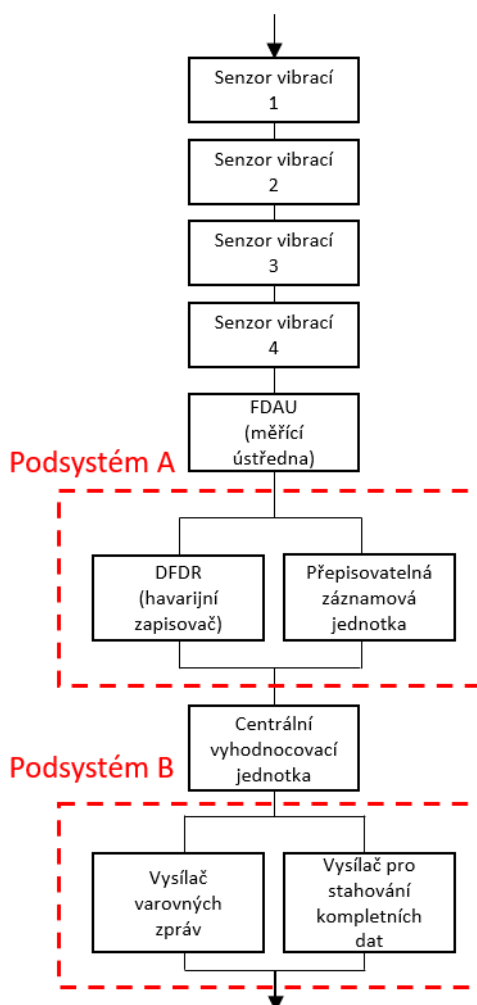 Senzor vibrací
1
Senzor vibrací
2
Senzor vibrací
3
Senzor vibrací
4
FDAU
(měřící
ústředna)
Podsystém A
DFDR
(havarijní
zapisovač)
Přepisovatelná
záznamová
jednotka
Centrální
vyhodnocovací
jednotka
Podsystém B
Vysílač
varovných
zpráv
Vysílač pro
stahování
kompletních
dat